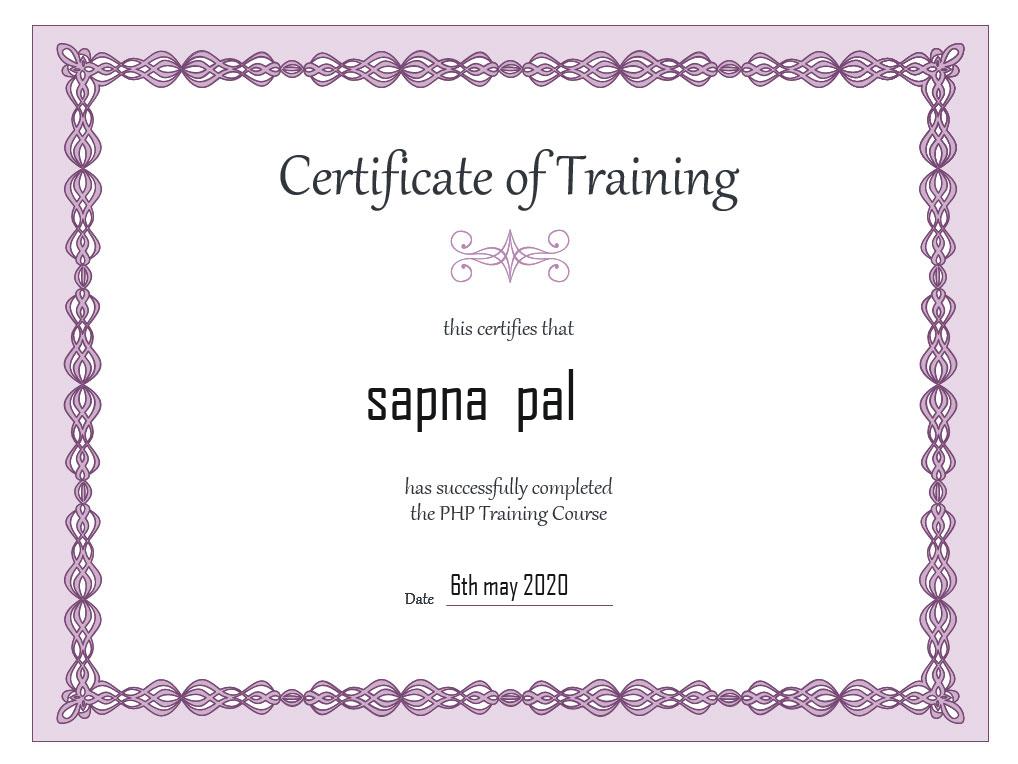 Certificate of Training
this certifies that
sapna pal
has successfully completed
the PHP Training Course
Date 6th may 2020